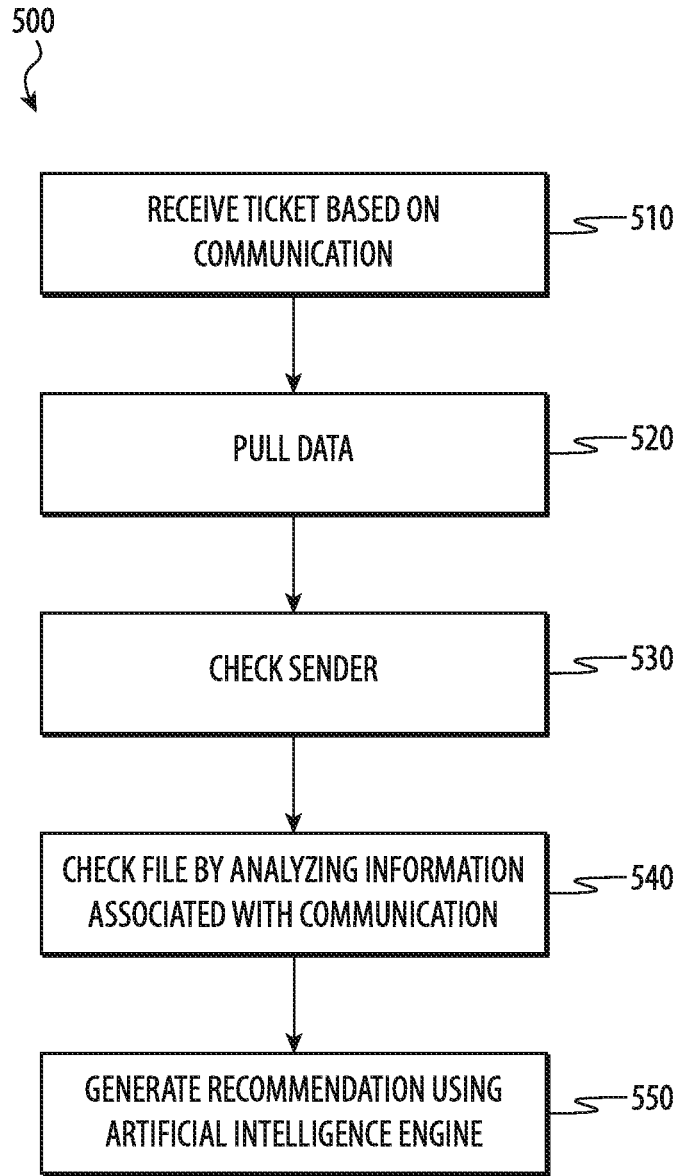 500
RECEIVE TICKET BASED ON
COMMUNICATION
510
PULL DATA
520
CHECK SENDER
530
CHECK FILE BY ANALYZING INFORMATION
ASSOCIATED WITH COMMUNICATION
540
GENERATE RECOMMENDATION USING
ARTIFICIAL INTELLIGENCE ENGINE
550